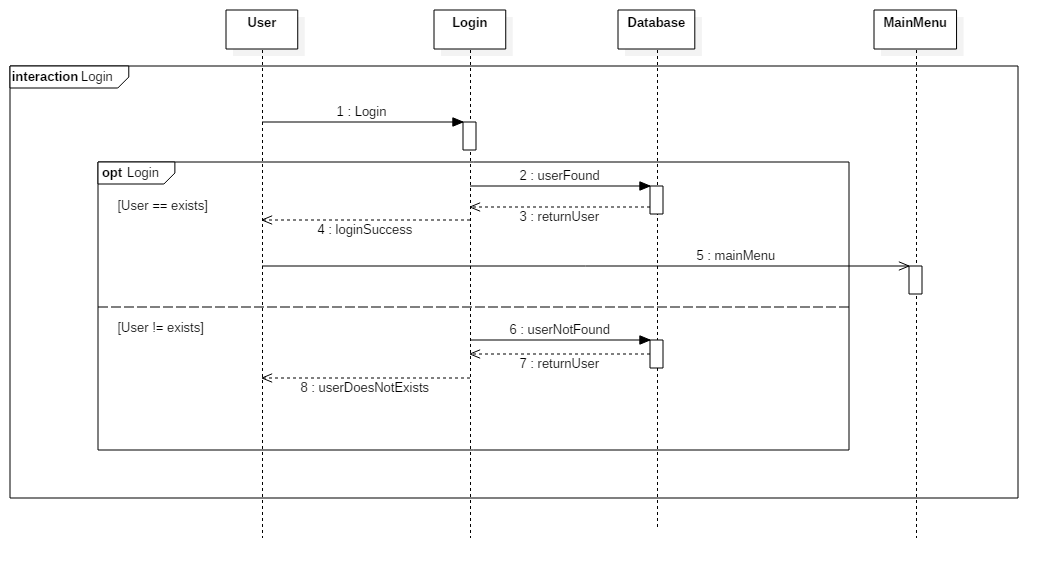 User
Login
Database
MainMenu
interaction Login
1 : Login
opt Login
2 : userFound
[User == exists]
3 : returnUser
4 : loginSuccess
5 : mainMenu
[User != exists]
6 : userNotFound
7 : returnUser
8 : userDoesNotExists